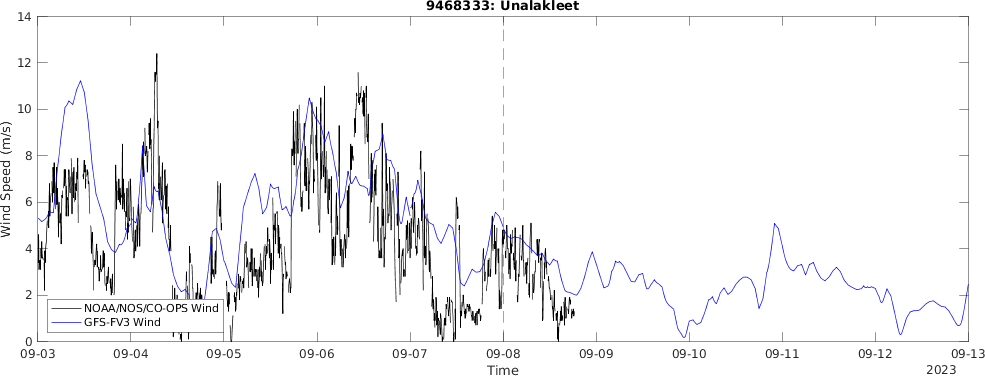 9468333: Unalakleet
Wind Speed (m/s)
14
12
10
8
6
4
2
0
NOAA/NOS/CO-OPS Wind
GFS-FV3 Wind
09-03 09-04 09-05 09-06 09-07 09-08 09-09 09-10 09-11 09-12 09-13
Time
2023